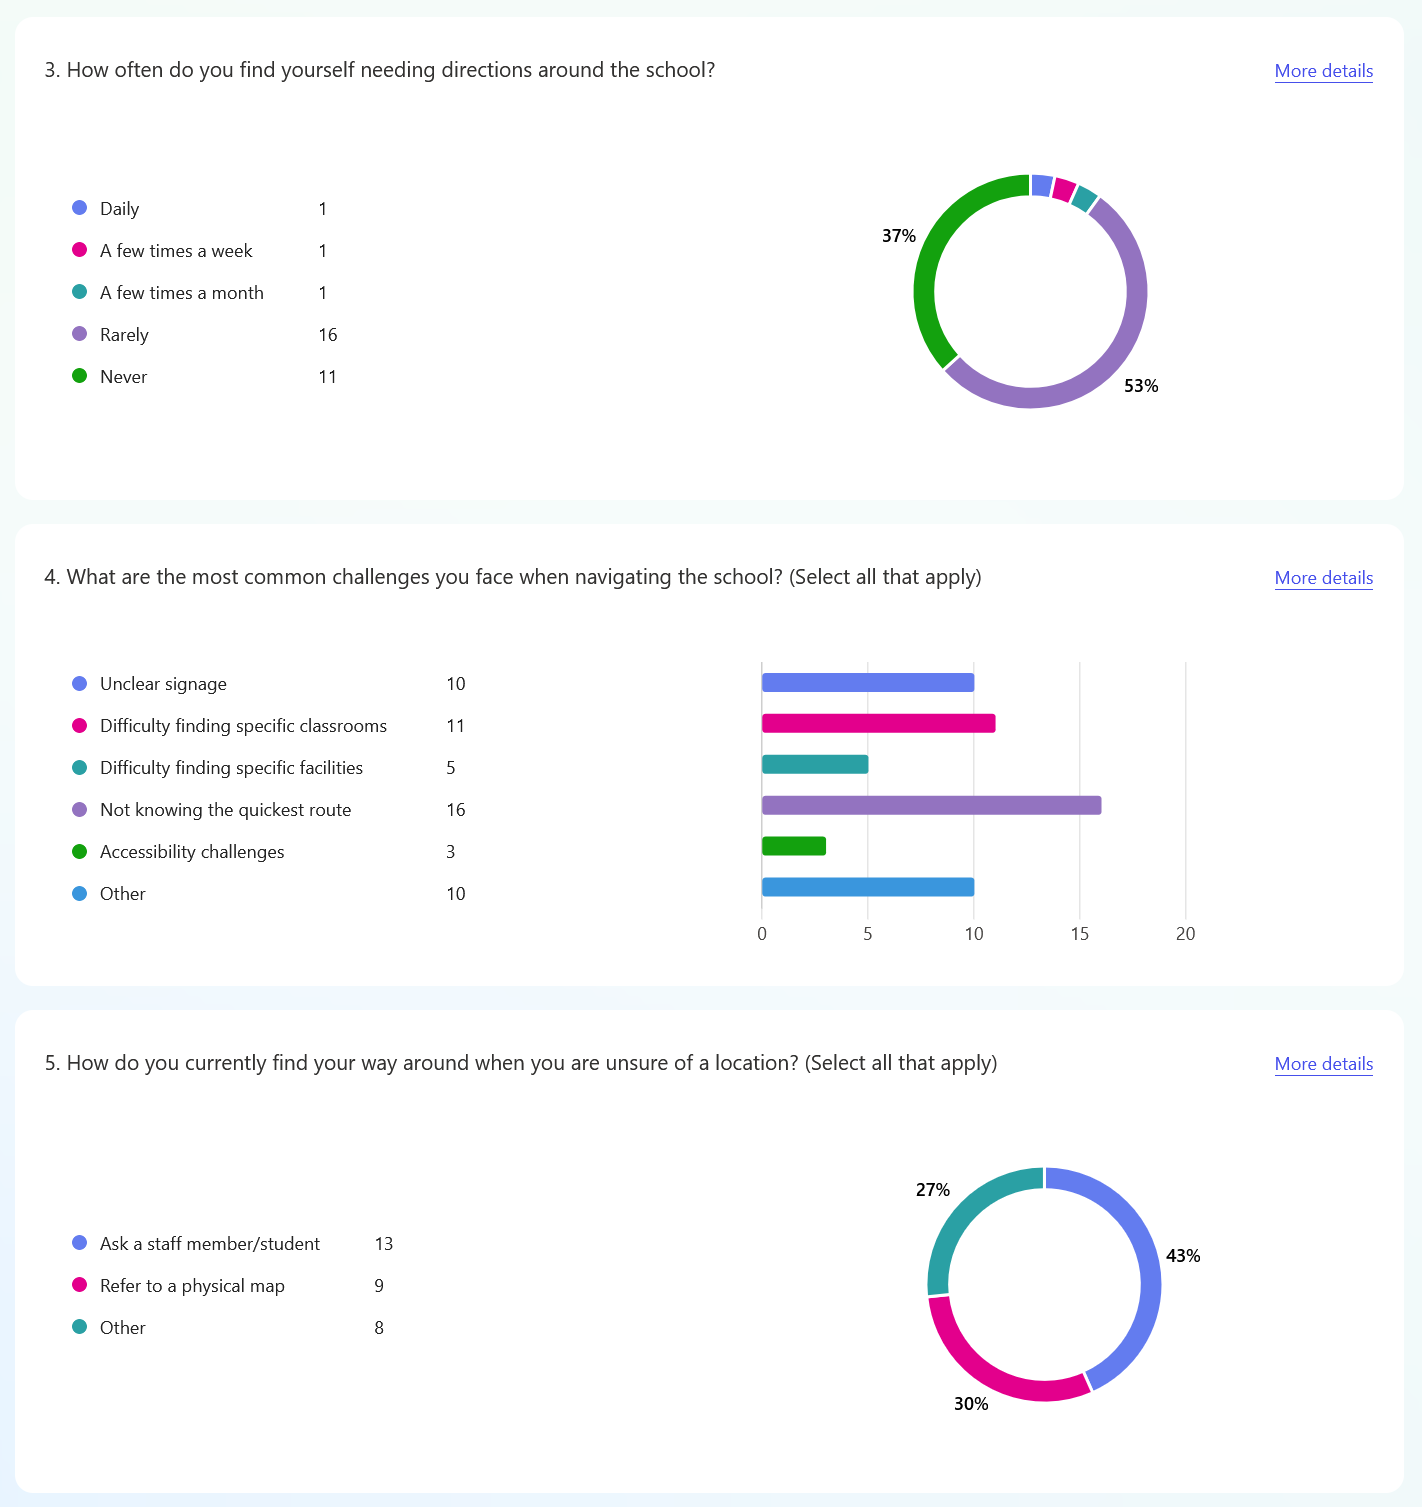 3. How often do you find yourself needing directions around the school?
More details
Daily 1
A few times a week 1
A few times a month 1
Rarely 16
Never 11
37%
53%
4. What are the most common challenges you face when navigating the school? (Select all that apply)
More details
Unclear signage 10
Difficulty finding specific classrooms 11
Difficulty finding specific facilities 5
Not knowing the quickest route 16
Accessibility challenges 3
Other 10
0 5 10 15 20
5. How do you currently find your way around when you are unsure of a location? (Select all that apply)
More details
Ask a staff member/student 13
Refer to a physical map 9
Other 8
27%
43%
30%